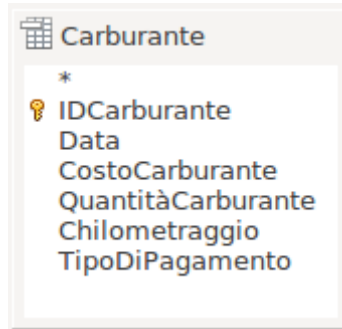 Carburante
*
IDCarburante
Data
CostoCarburante
QuantitàCarburante
Chilometraggio
TipoDiPagamento